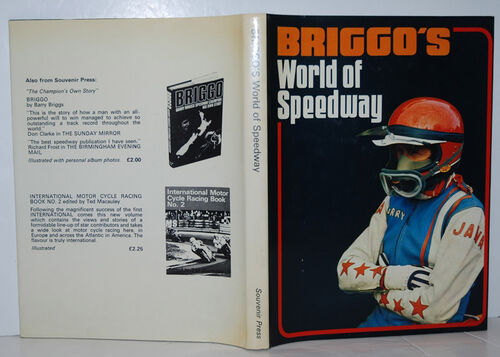 Also from Souvenir Press:
"The Champion's Own Story"
BRIGGO
by Barry Briggs
"This is the story of how a man with an all-
powerful will to win managed to achieve so
outstanding a track record throughout the
world."
Don Clarke in THE SUNDAY MIRROR
"The best speedway publication I have seen."
Richard Frost in THE BIRMINGHAM EVENING
MAIL
Illustrated with personal album photos. £2.00
BRIGGO
INTERNATIONAL MOTOR CYCLE RACING
BOOK NO. 2 edited by Ted Macauley
Following the magnificent success of the first
INTERNATIONAL comes this new volume
which contains the views and stories of a
formidable line-up of star contributors and takes
a wide look at motor cycle racing here, in
Europe and across the Atlantic in America. The
flavour is truly international.
Illustrated £2.25
International Motor
Cycle Racing Book
No. 2
BRIGGO'S World of Speedway
Souvenir Press
BRIGGO'S
World of
Speedway
JAWA